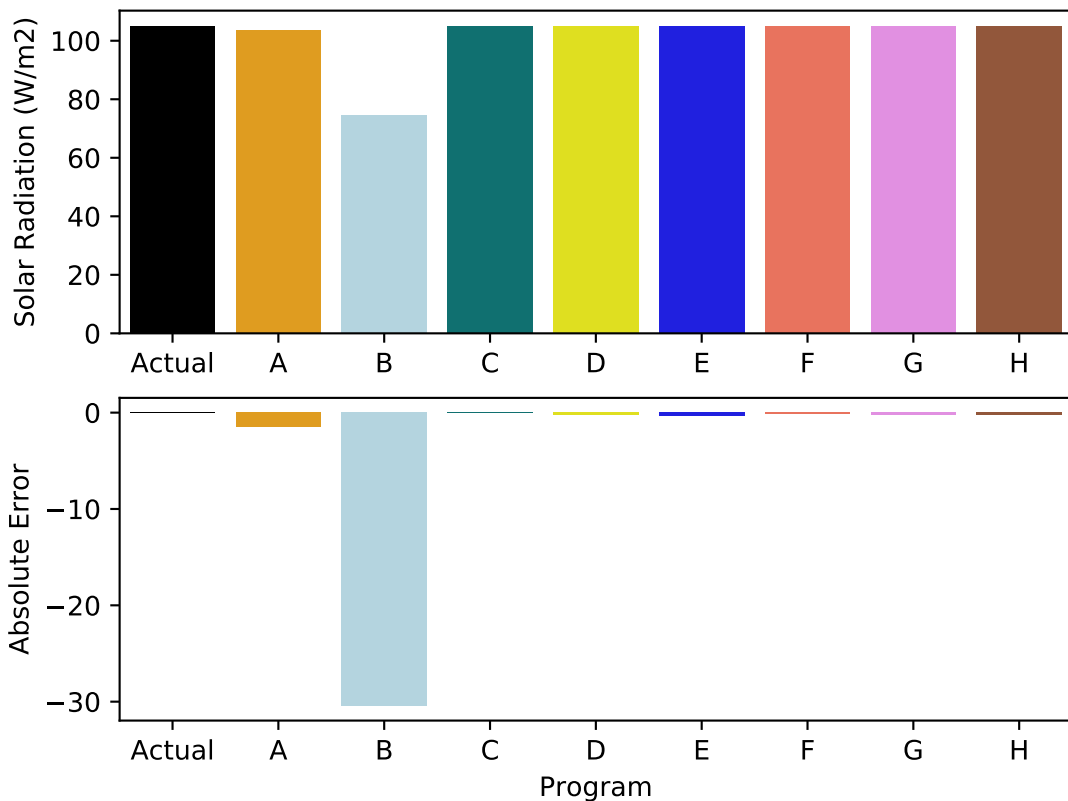 Solar Radiation (W/m2)
100
80
60
40
20
0
Actual A B C D E F G H
Absolute Error
0
−10
−20
−30
Actual A B C D E F G H
Program